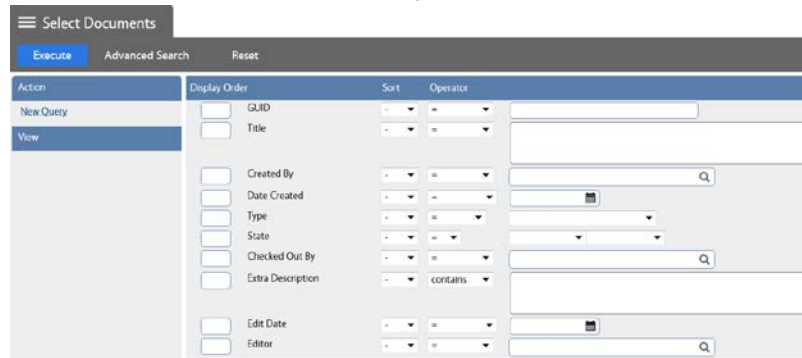 Select Documents
Execute Advanced Search Reset
Action Display Order Sort Operator
New Query GUID - =
View Title - =
Created By - =
Date Created - =
Type - =
State - =
Checked Out By - =
Extra Description - contains
Edit Date - =
Editor - =